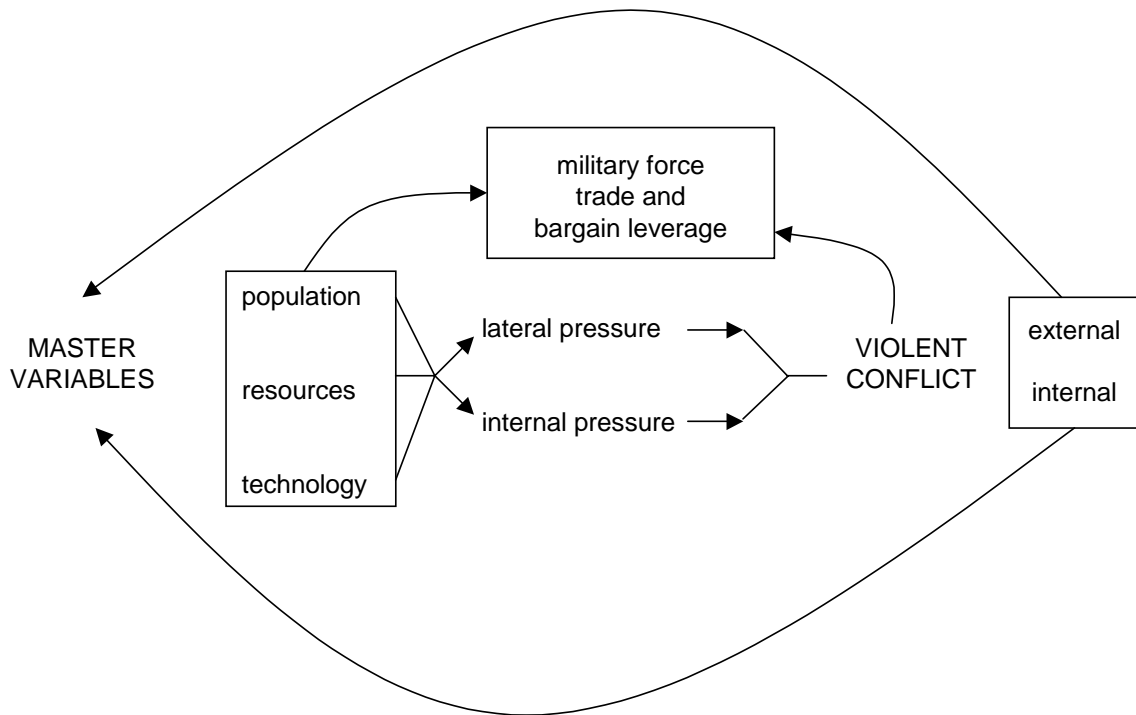 military force
trade and
bargain leverage
MASTER
VARIABLES
population
resources
technology
lateral pressure
internal pressure
VIOLENT
CONFLICT
external
internal